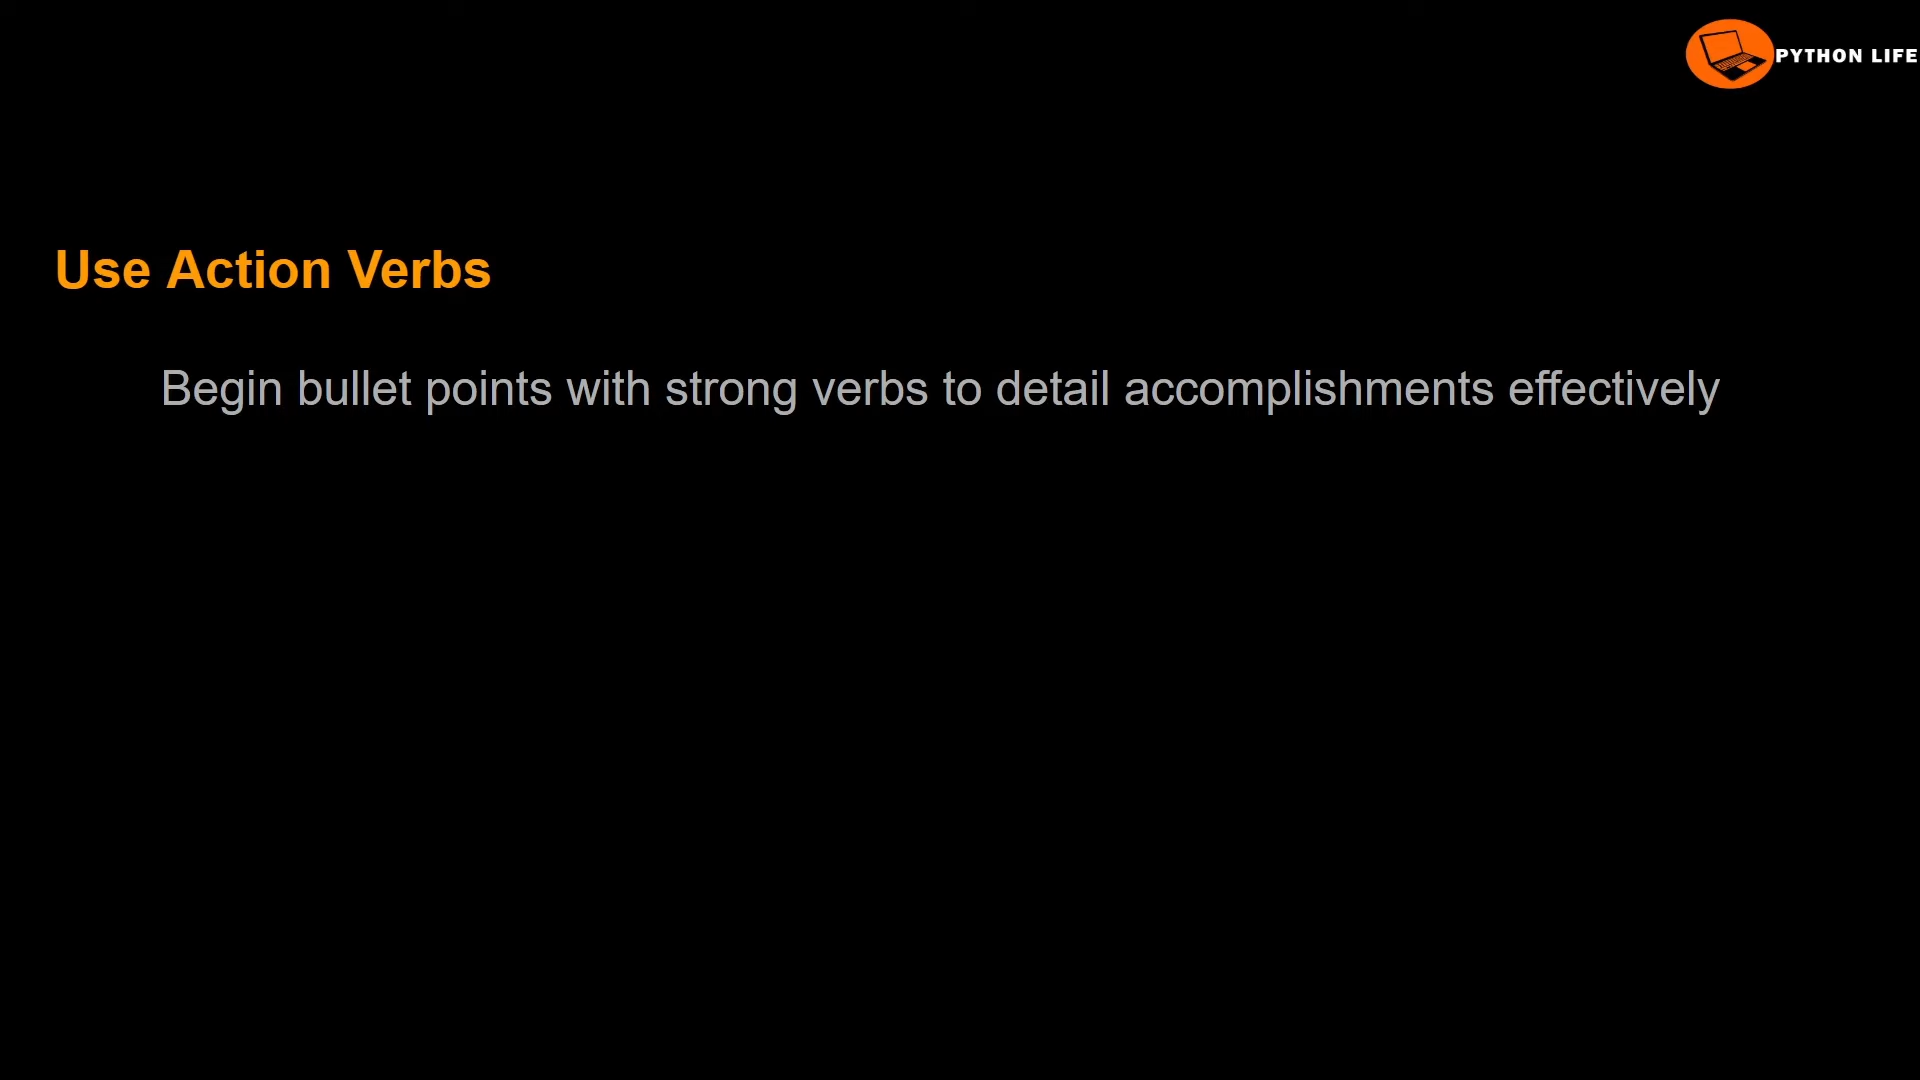 PYTHON LIFE
Use Action Verbs
Begin bullet points with strong verbs to detail accomplishments effectively